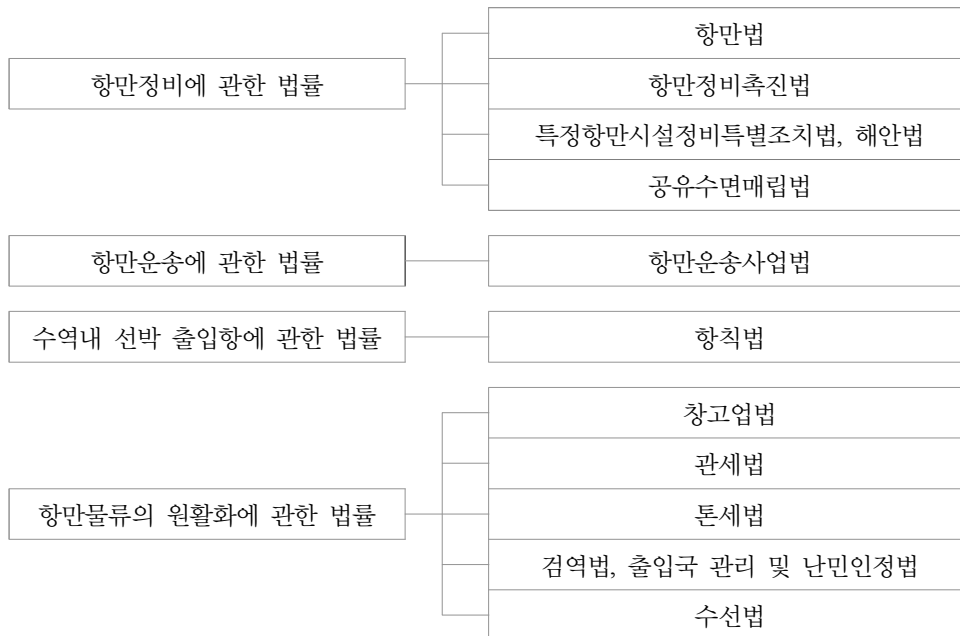 항만정비에 관한 법률
항만법
항만정비촉진법
특정항만시설정비특별조치법, 해안법
공유수면매립법
항만운송에 관한 법률
항만운송사업법
수역내 선박 출입항에 관한 법률
항칙법
항만물류의 원활화에 관한 법률
창고업법
관세법
톤세법
검역법, 출입국 관리 및 난민인정법
수선법